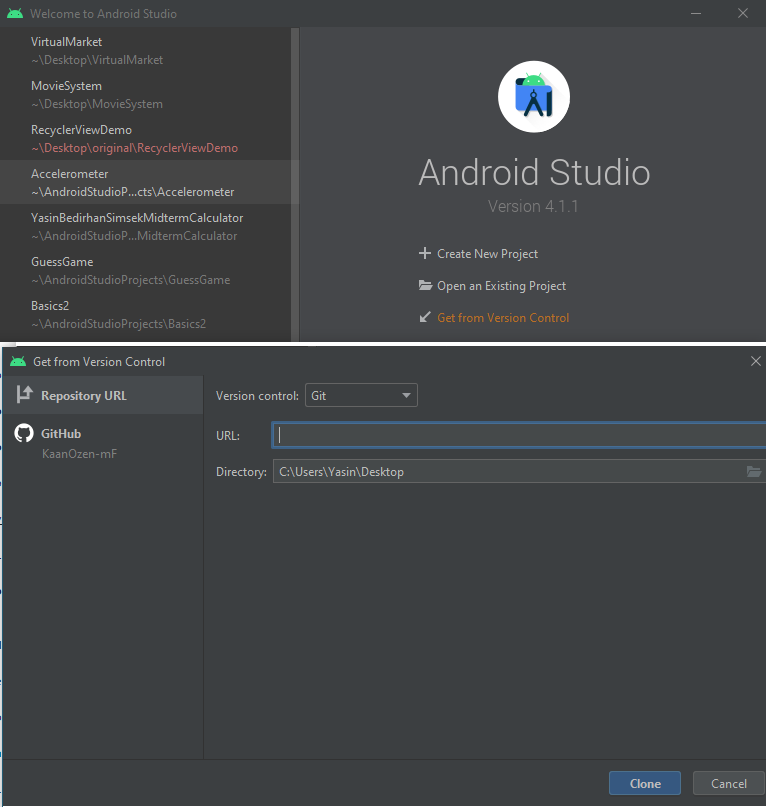 Welcome to Android Studio
VirtualMarket
~\Desktop\VirtualMarket
MovieSystem
~\Desktop\MovieSystem
RecyclerViewDemo
~\Desktop\original\RecyclerViewDemo
Accelerometer
~\AndroidStudioP...cts\Accelerometer
YasinBedirhanSimsekMidtermCalculator
~\AndroidStudioP...MidtermCalculator
GuessGame
~\AndroidStudioProjects\GuessGame
Basics2
~\AndroidStudioProjects\Basics2
Android Studio
Version 4.1.1
Create New Project
Open an Existing Project
Get from Version Control
Get from Version Control
Repository URL
GitHub
KaanOzen-mF
Version control: Git
URL:
Directory: C:\Users\Yasin\Desktop
Clone Cancel